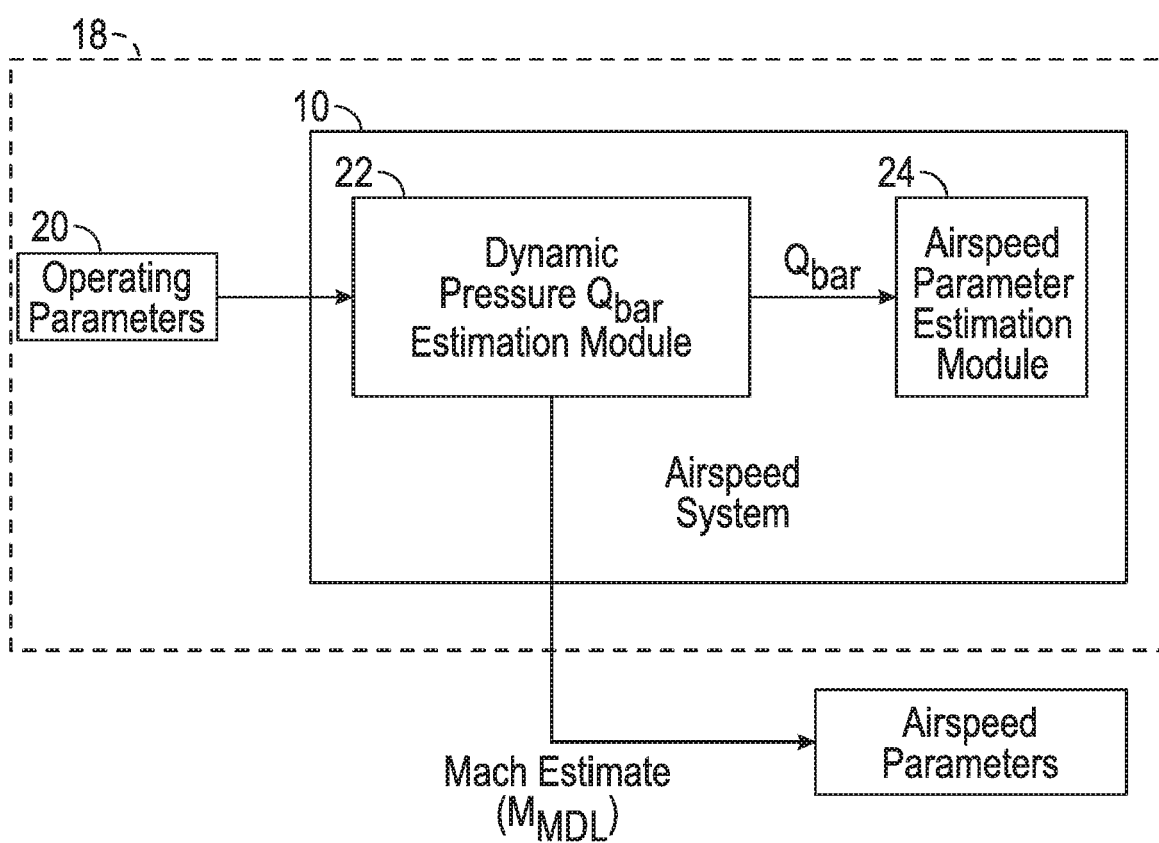 18
10
22
24
20
Operating
Parameters
Dynamic
Pressure Qbar
Estimation Module
Qbar
Airspeed
Parameter
Estimation
Module
Airspeed
System
Airspeed
Parameters
Mach Estimate
(MMDL)